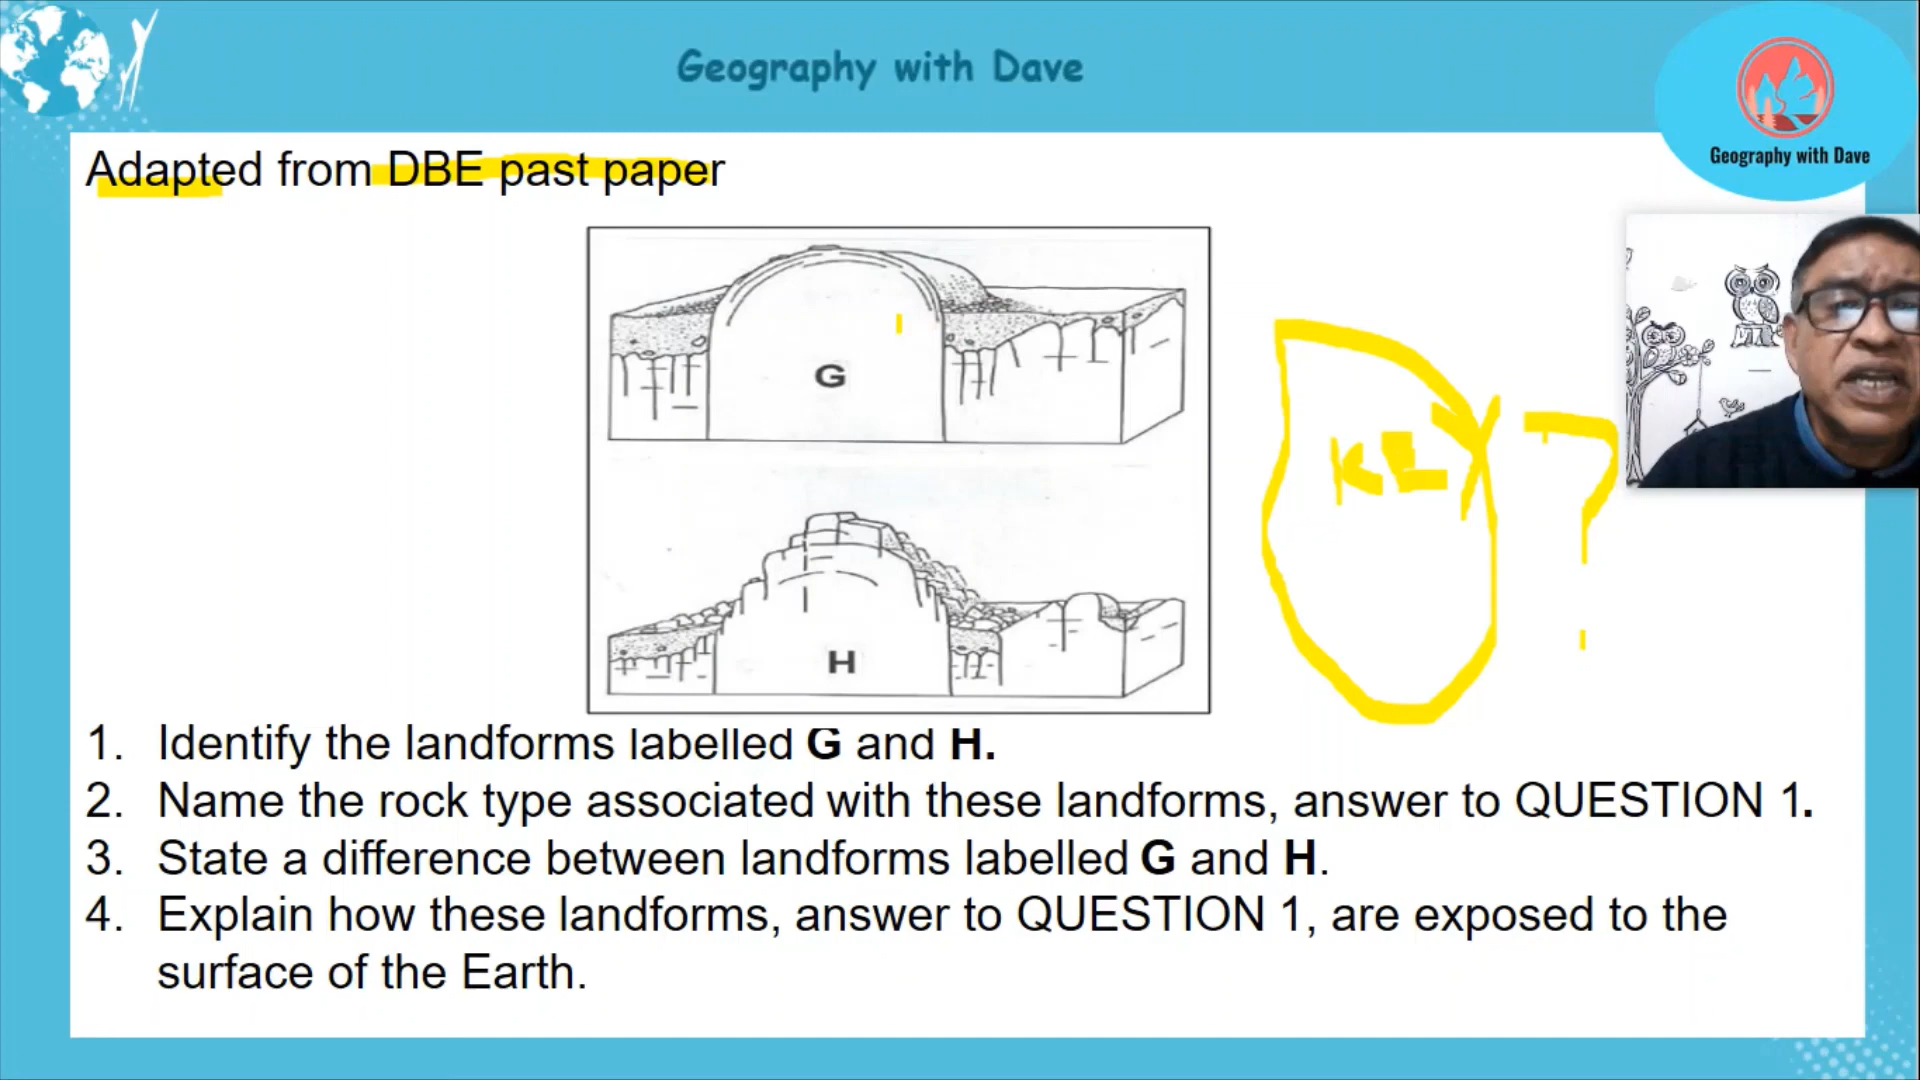 Geography with Dave
Geography with Dave
Adapted from DBE past paper
G
KEY ?
H
1. Identify the landforms labelled G and H.
2. Name the rock type associated with these landforms, answer to QUESTION 1.
3. State a difference between landforms labelled G and H.
4. Explain how these landforms, answer to QUESTION 1, are exposed to the
surface of the Earth.